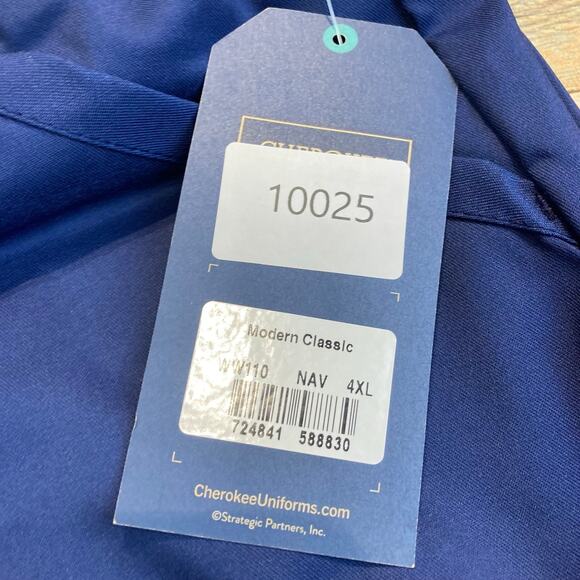 10025
Modern Classic
WW110 NAV 4XL
724841 588830
CherokeeUniforms.com
©Strategic Partners, Inc.